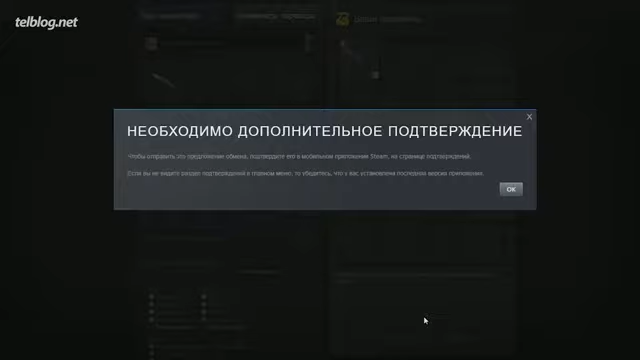 telblog.net
X
НЕОБХОДИМО ДОПОЛНИТЕЛЬНОЕ ПОДТВЕРЖДЕНИЕ
Чтобы отправить это предложение обмена, подтвердите его в мобильном приложении Steam, на странице подтверждений.
Если вы не видите раздел подтверждений в главном меню, то убедитесь, что у вас установлена последняя версия приложения.
OK